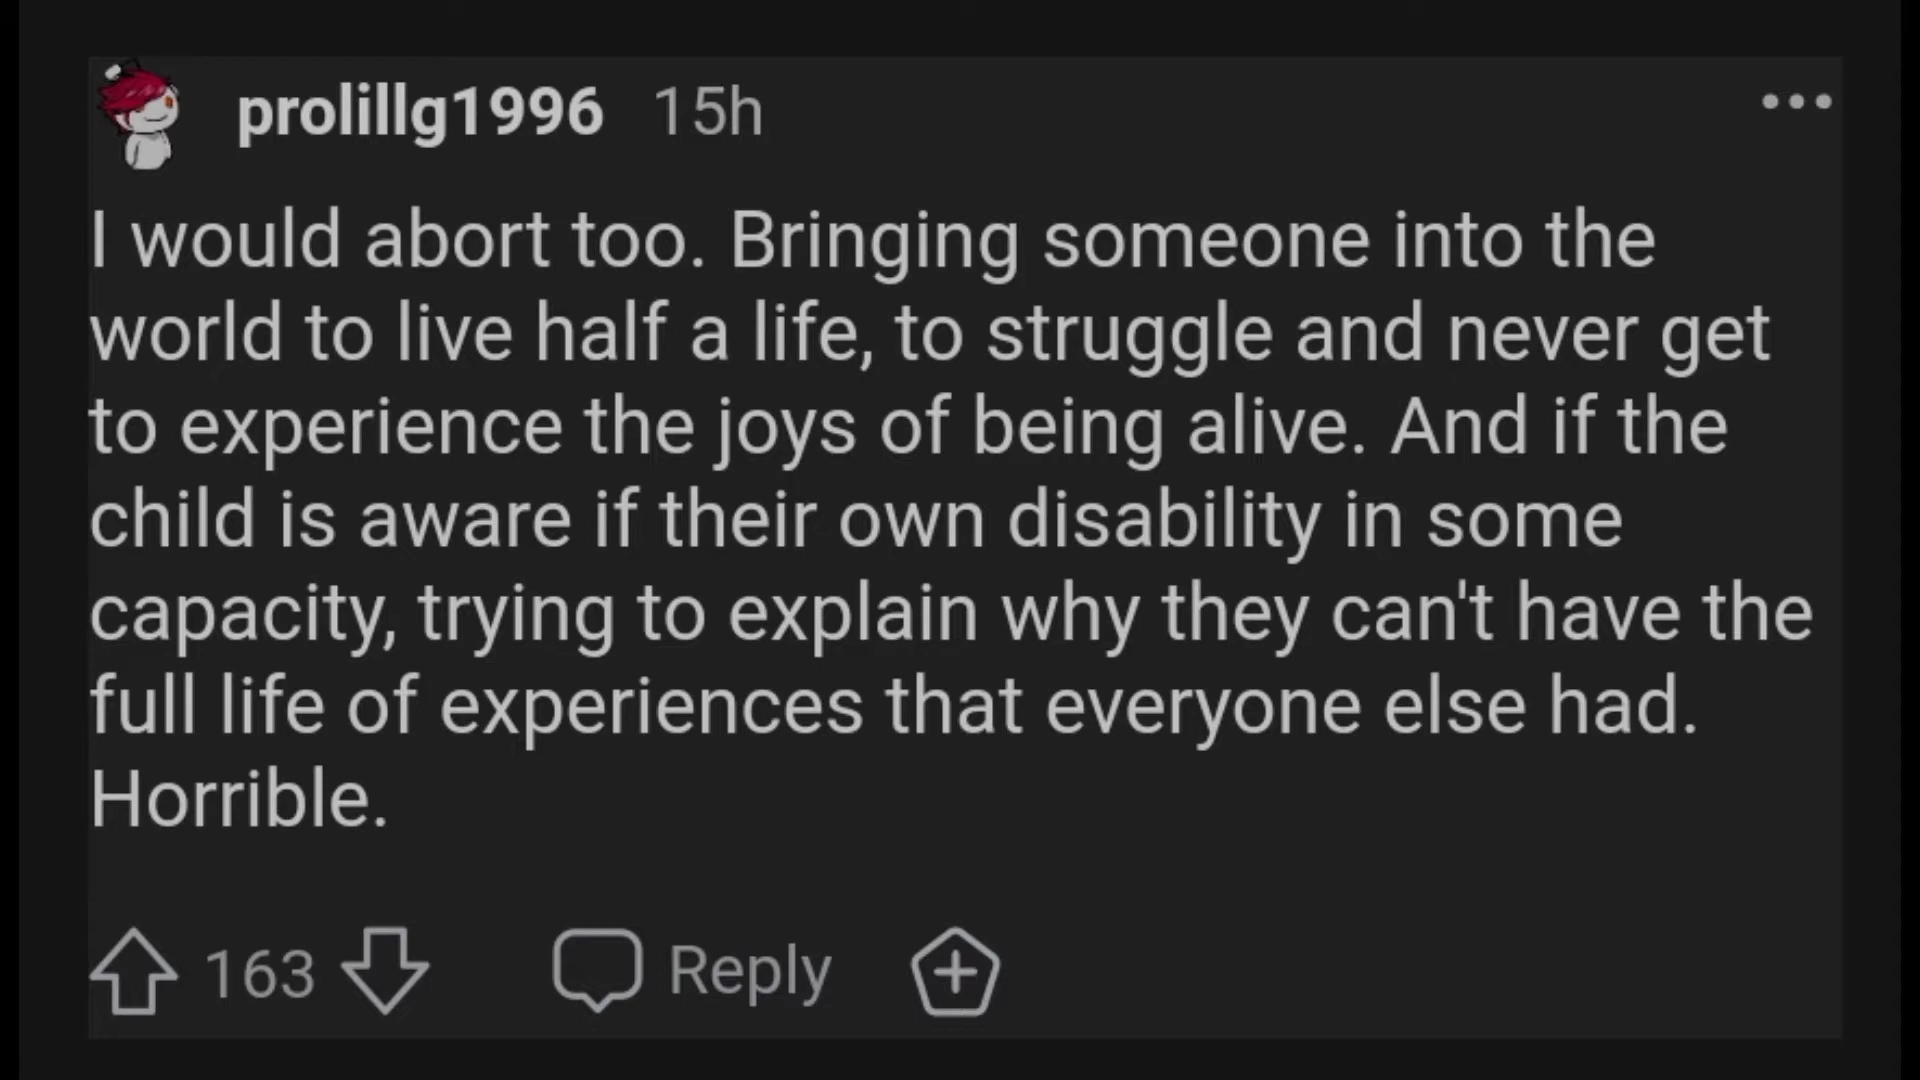 prolillg1996 15h
I would abort too. Bringing someone into the
world to live half a life, to struggle and never get
to experience the joys of being alive. And if the
child is aware if their own disability in some
capacity, trying to explain why they can't have the
full life of experiences that everyone else had.
Horrible.
163 Reply